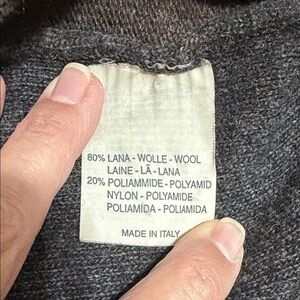 80% LANA - WOLLE - WOOL
LAINE - LÃ - LANA
20% POLIAMMIDE - POLYAMID
NYLON - POLYAMIDE
POLIAMIDA - POLIAMIDA
MADE IN ITALY